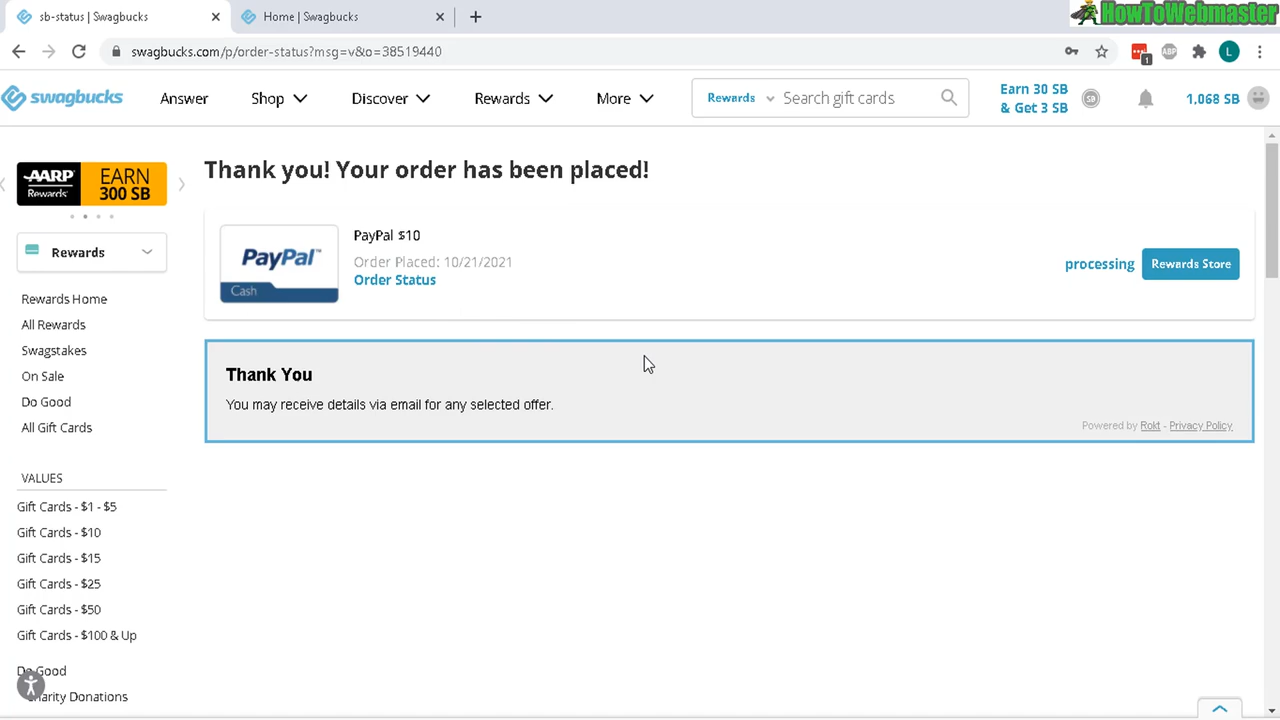 sb-status | Swagbucks
Home | Swagbucks
HowToWebmaster
swagbucks.com/p/order-status?msg=v&o=38519440
1
ABP
L
swagbucks
Answer
Shop
Discover
Rewards
More
Rewards
Search gift cards
Earn 30 SB
& Get 3 SB
SB
1,068 SB
AARP
Rewards
EARN
300 SB
Thank you! Your order has been placed!
Rewards
PayPal
Cash
PayPal $10
Order Placed: 10/21/2021
Order Status
processing
Rewards Store
Rewards Home
All Rewards
Swagstakes
On Sale
Do Good
All Gift Cards
Thank You
You may receive details via email for any selected offer.
Powered by Rokt - Privacy Policy
VALUES
Gift Cards - $1 - $5
Gift Cards - $10
Gift Cards - $15
Gift Cards - $25
Gift Cards - $50
Gift Cards - $100 & Up
Do Good
Charity Donations